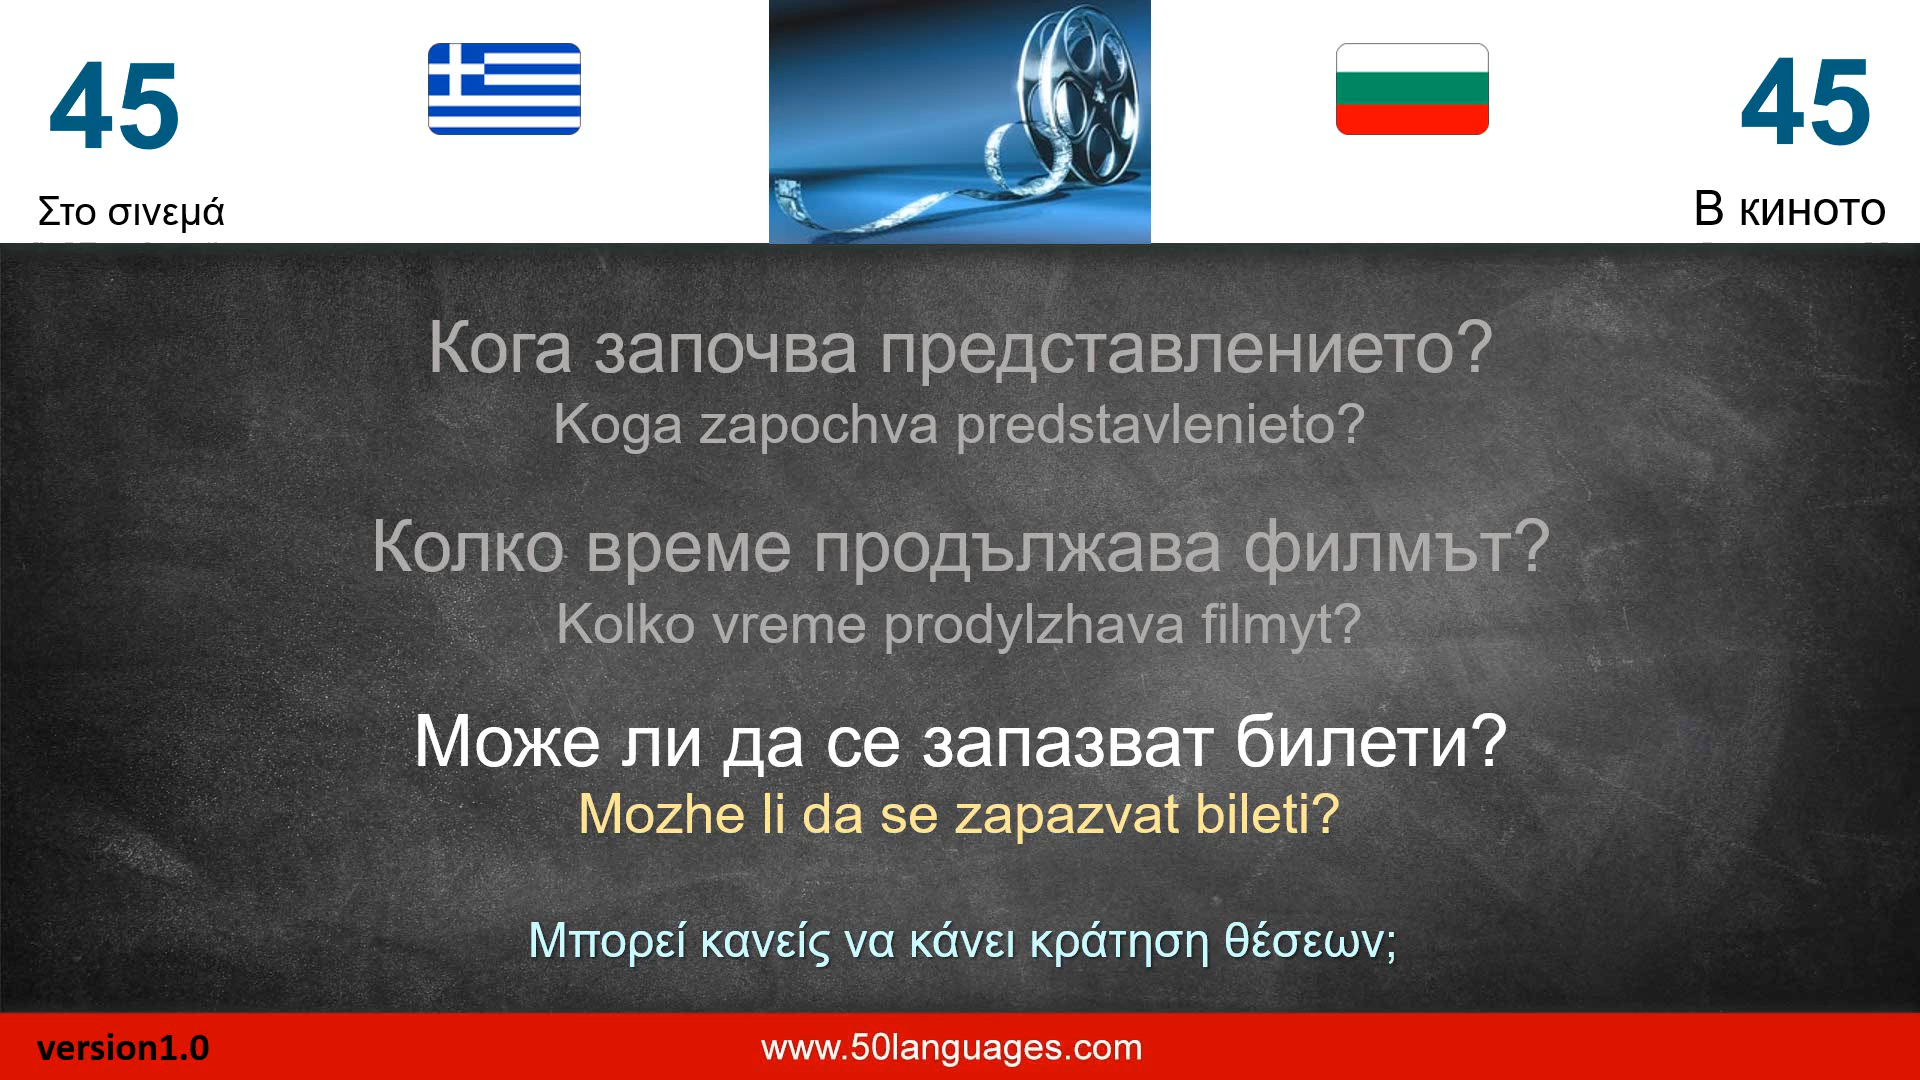 45
45
Στο σινεμά
В киното
Кога започва представлението?
Koga zapochva predstavlenieto?
Колко време продължава филмът?
Kolko vreme prodylzhava filmyt?
Може ли да се запазват билети?
Mozhe li da se zapazvat bileti?
Μπορεί κανείς να κάνει κράτηση θέσεων;
version1.0
www.50languages.com